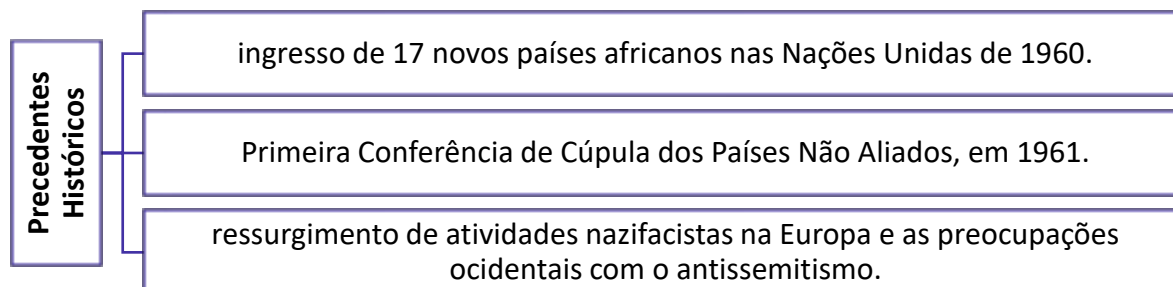 Precedentes
Históricos
ingresso de 17 novos países africanos nas Nações Unidas de 1960.
Primeira Conferência de Cúpula dos Países Não Aliados, em 1961.
ressurgimento de atividades nazifacistas na Europa e as preocupações
ocidentais com o antissemitismo.